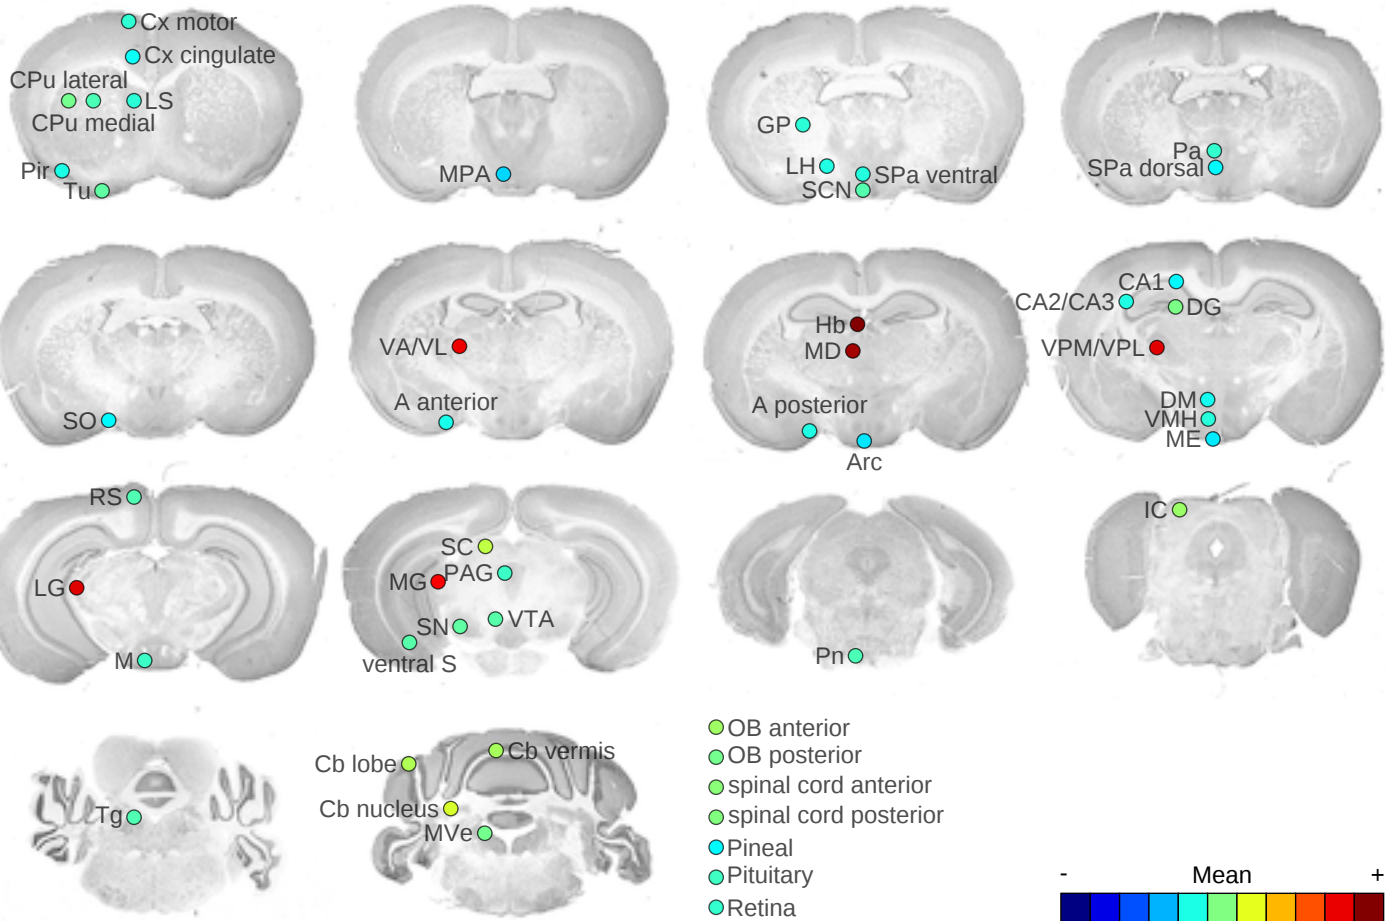 Cx motor
Cx cingulate
CPu lateral
LS
CPu medial
Pir
Tu
MPA
GP
LH
SPa ventral
SCN
Pa
SPa dorsal
SO
VA/VL
A anterior
Hb
MD
A posterior
Arc
CA1
CA2/CA3
DG
VPM/VPL
DM
VMH
ME
RS
LG
M
SC
MG
PAG
SN
VTA
ventral S
Pn
IC
Tg
Cb lobe
Cb vermis
Cb nucleus
MVe
OB anterior
OB posterior
spinal cord anterior
spinal cord posterior
Pineal
Pituitary
Retina
- Mean +